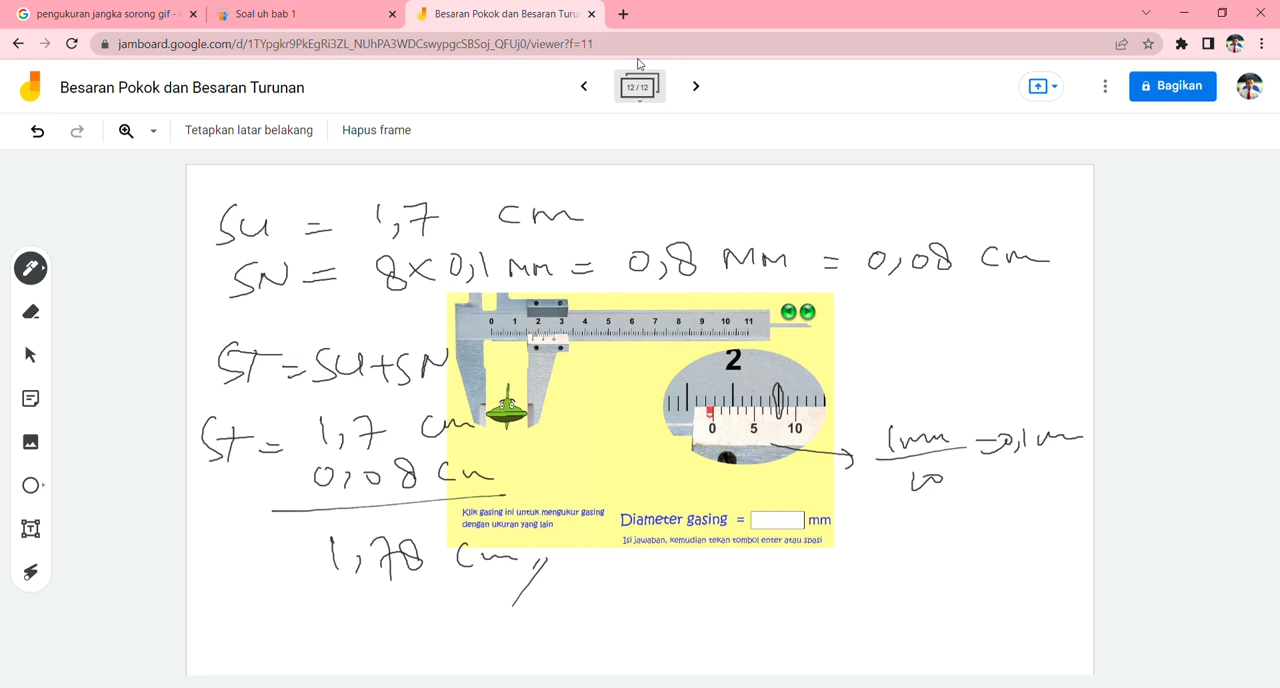 pengukuran jangka sorong gif - G
Soal uh bab 1
Besaran Pokok dan Besaran Turun
jamboard.google.com/d/1TYpgkr9PkEgRi3ZL_NUhPA3WDCswypgcSBSoj_QFUj0/viewer?f=11
Besaran Pokok dan Besaran Turunan
12 / 12
Bagikan
Tetapkan latar belakang
Hapus frame
SU = 1,7 cm
SN = 8 × 0,1 mm = 0,8 mm = 0,08 cm
0 1 2 3 4 5 6 7 8 9 10 11
ST = SU + SN
2
ST = 1,7 cm
0 5 10
0,08 cm
1 mm
10
1,78 cm
Klik gasing ini untuk mengukur gasing
dengan ukuran yang lain
Diameter gasing = mm
Isi jawaban, kemudian tekan tombol enter atau spasi